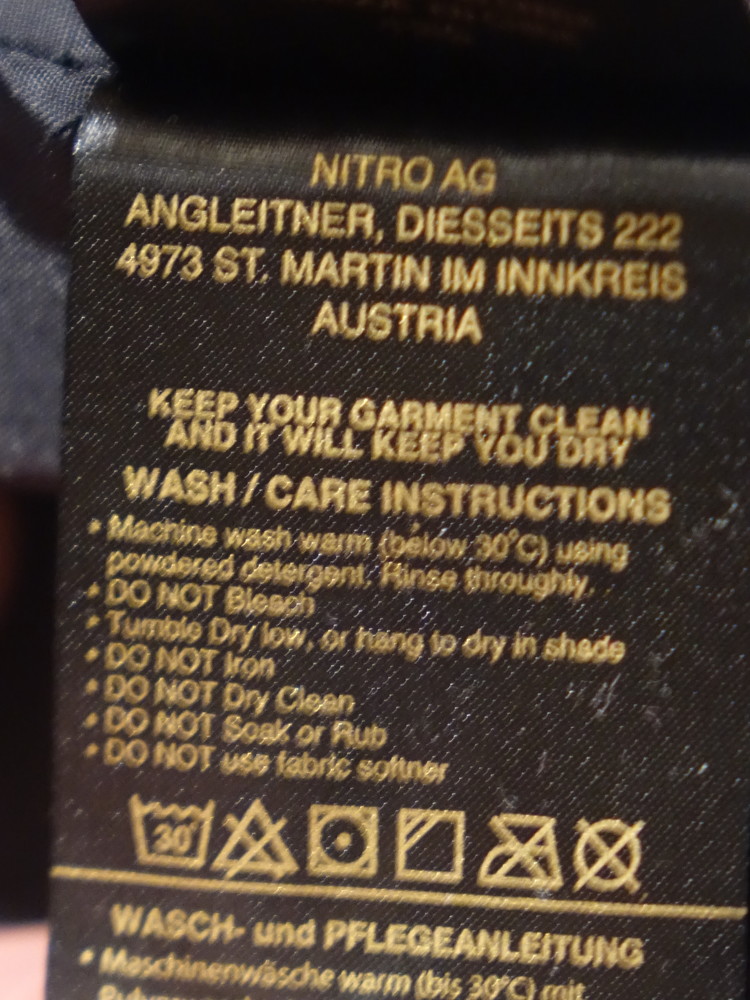 NITRO AG
ANGLEITNER, DIESSEITS 222
4973 ST. MARTIN IM INNKREIS
AUSTRIA
KEEP YOUR GARMENT CLEAN
AND IT WILL KEEP YOU DRY
WASH / CARE INSTRUCTIONS
• Machine wash warm (below 30°C) using
powdered detergent. Rinse throughly.
• DO NOT Bleach
• Tumble Dry low, or hang to dry in shade
• DO NOT Iron
• DO NOT Dry Clean
• DO NOT Soak or Rub
• DO NOT use fabric softner
30°
WASCH- und PFLEGEANLEITUNG
• Maschinenwäsche warm (bis 30°C) mit